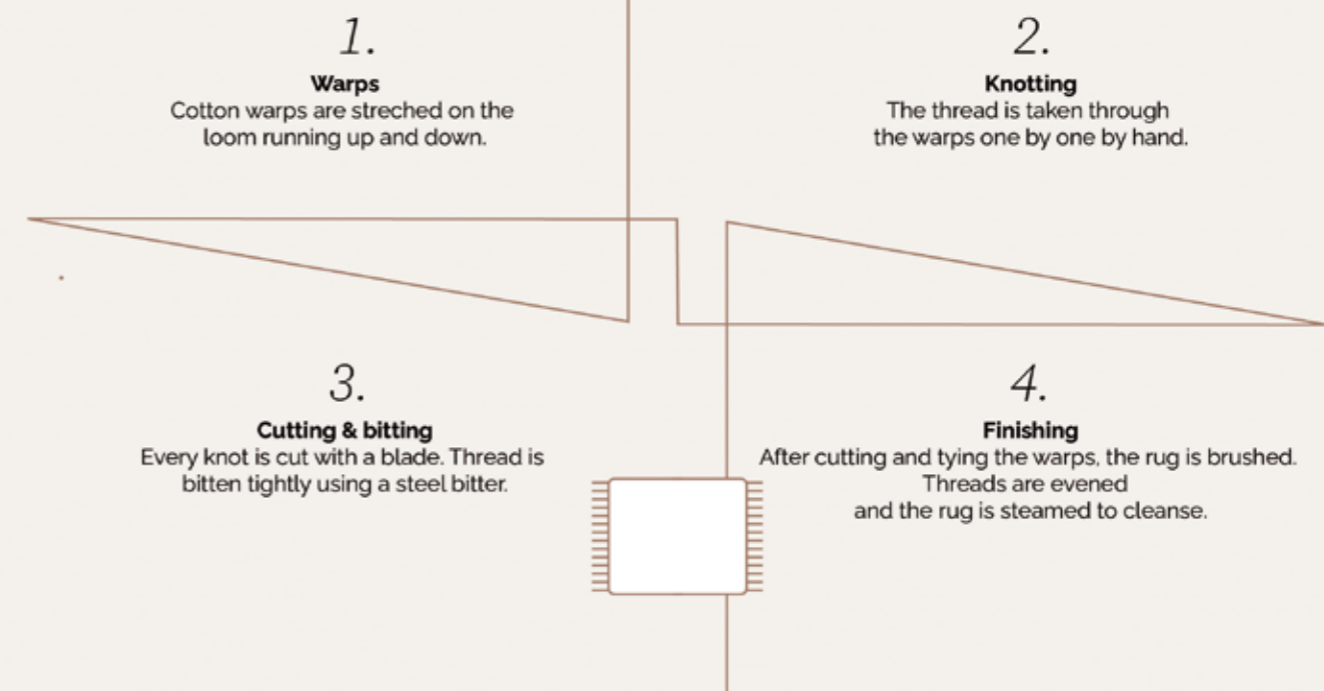 1.
Warps
Cotton warps are streched on the
loom running up and down.
2.
Knotting
The thread is taken through
the warps one by one by hand.
3.
Cutting & bitting
Every knot is cut with a blade. Thread is
bitten tightly using a steel bitter.
4.
Finishing
After cutting and tying the warps, the rug is brushed.
Threads are evened
and the rug is steamed to cleanse.